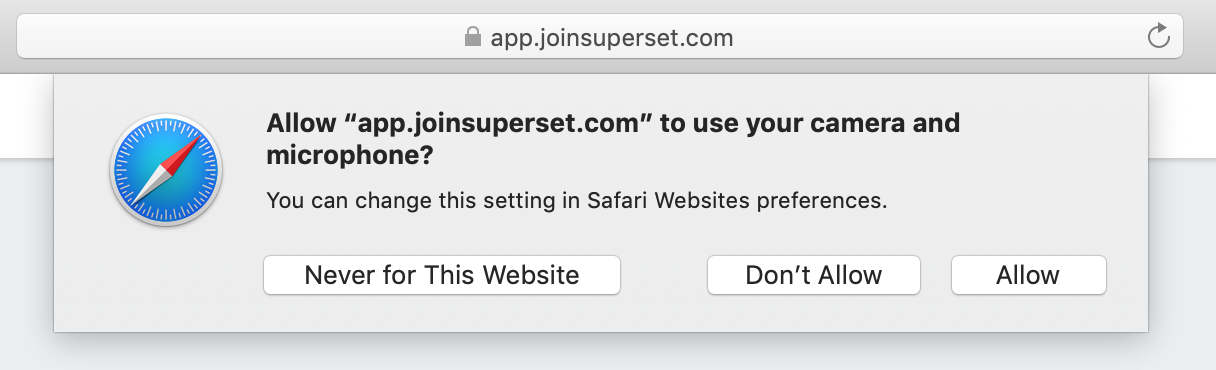 app.joinsuperset.com
Allow “app.joinsuperset.com” to use your camera and
microphone?
You can change this setting in Safari Websites preferences.
Never for This Website
Don’t Allow
Allow